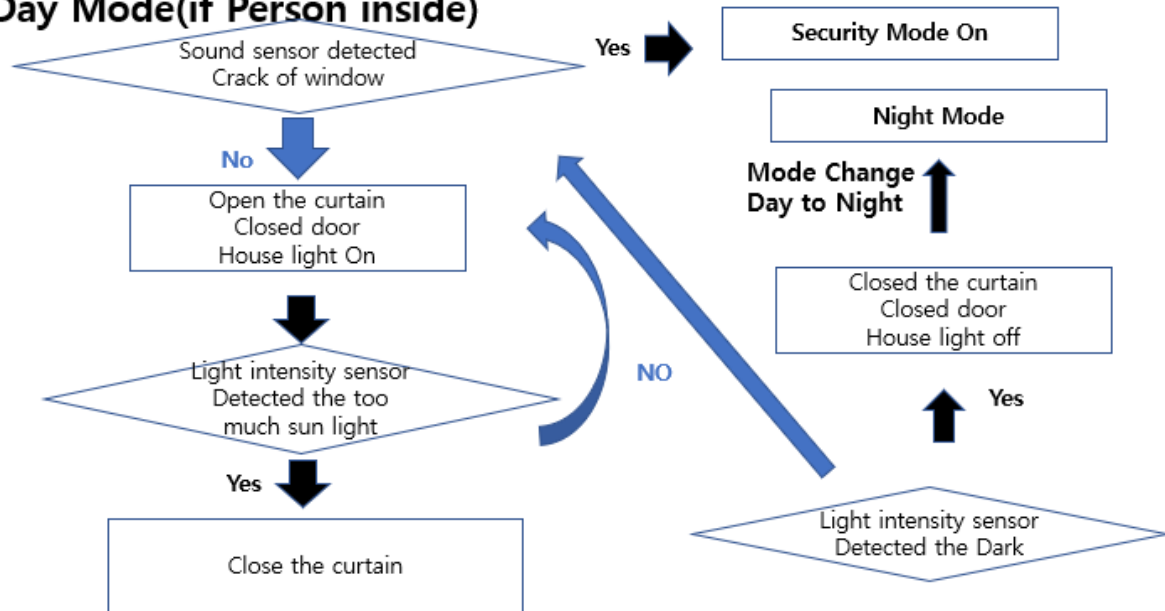 Day Mode(if Person inside)
Sound sensor detected
Crack of window
Yes
Security Mode On
Night Mode
No
Mode Change
Day to Night
Open the curtain
Closed door
House light On
Closed the curtain
Closed door
House light off
Light intensity sensor
Detected the too
much sun light
NO
Yes
Yes
Light intensity sensor
Detected the Dark
Close the curtain